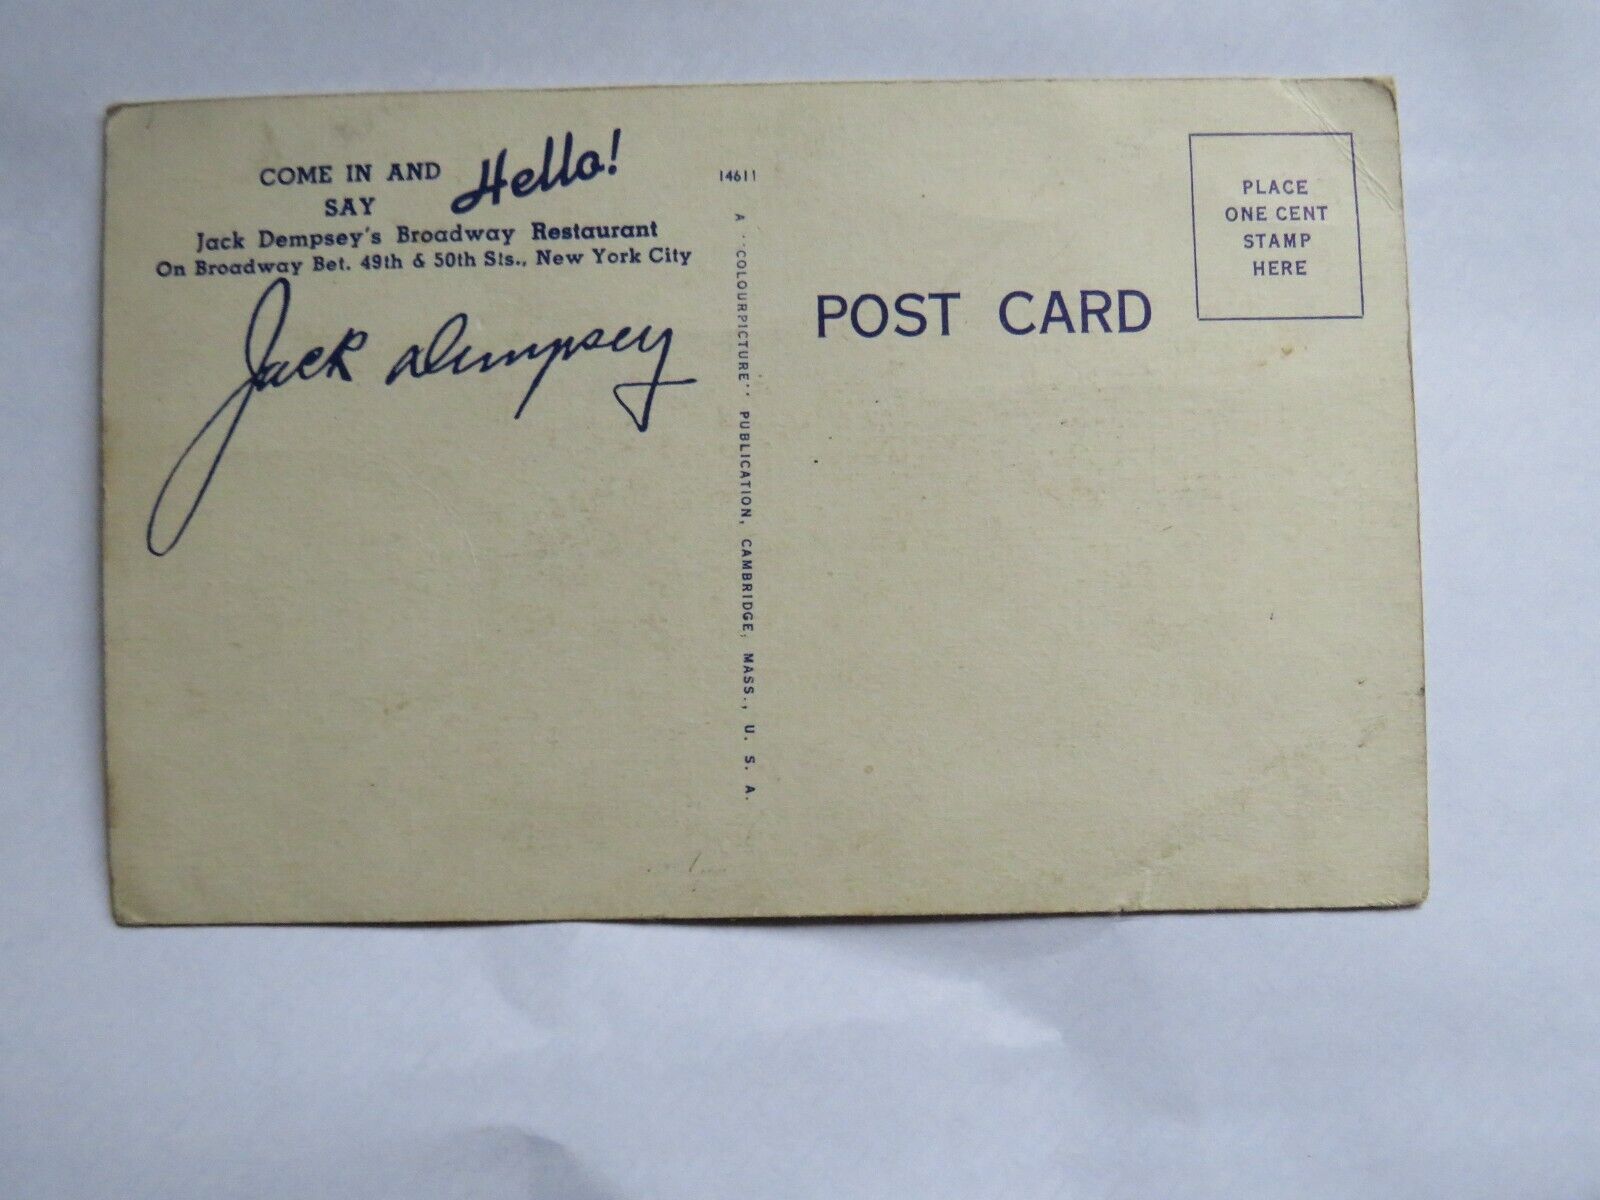 COME IN AND
SAY Hello!
Jack Dempsey's Broadway Restaurant
On Broadway Bet. 49th & 50th Sts., New York City
Jack Dempsey
14611
A "COLOURPICTURE" PUBLICATION, CAMBRIDGE, MASS., U. S. A.
POST CARD
PLACE
ONE CENT
STAMP
HERE